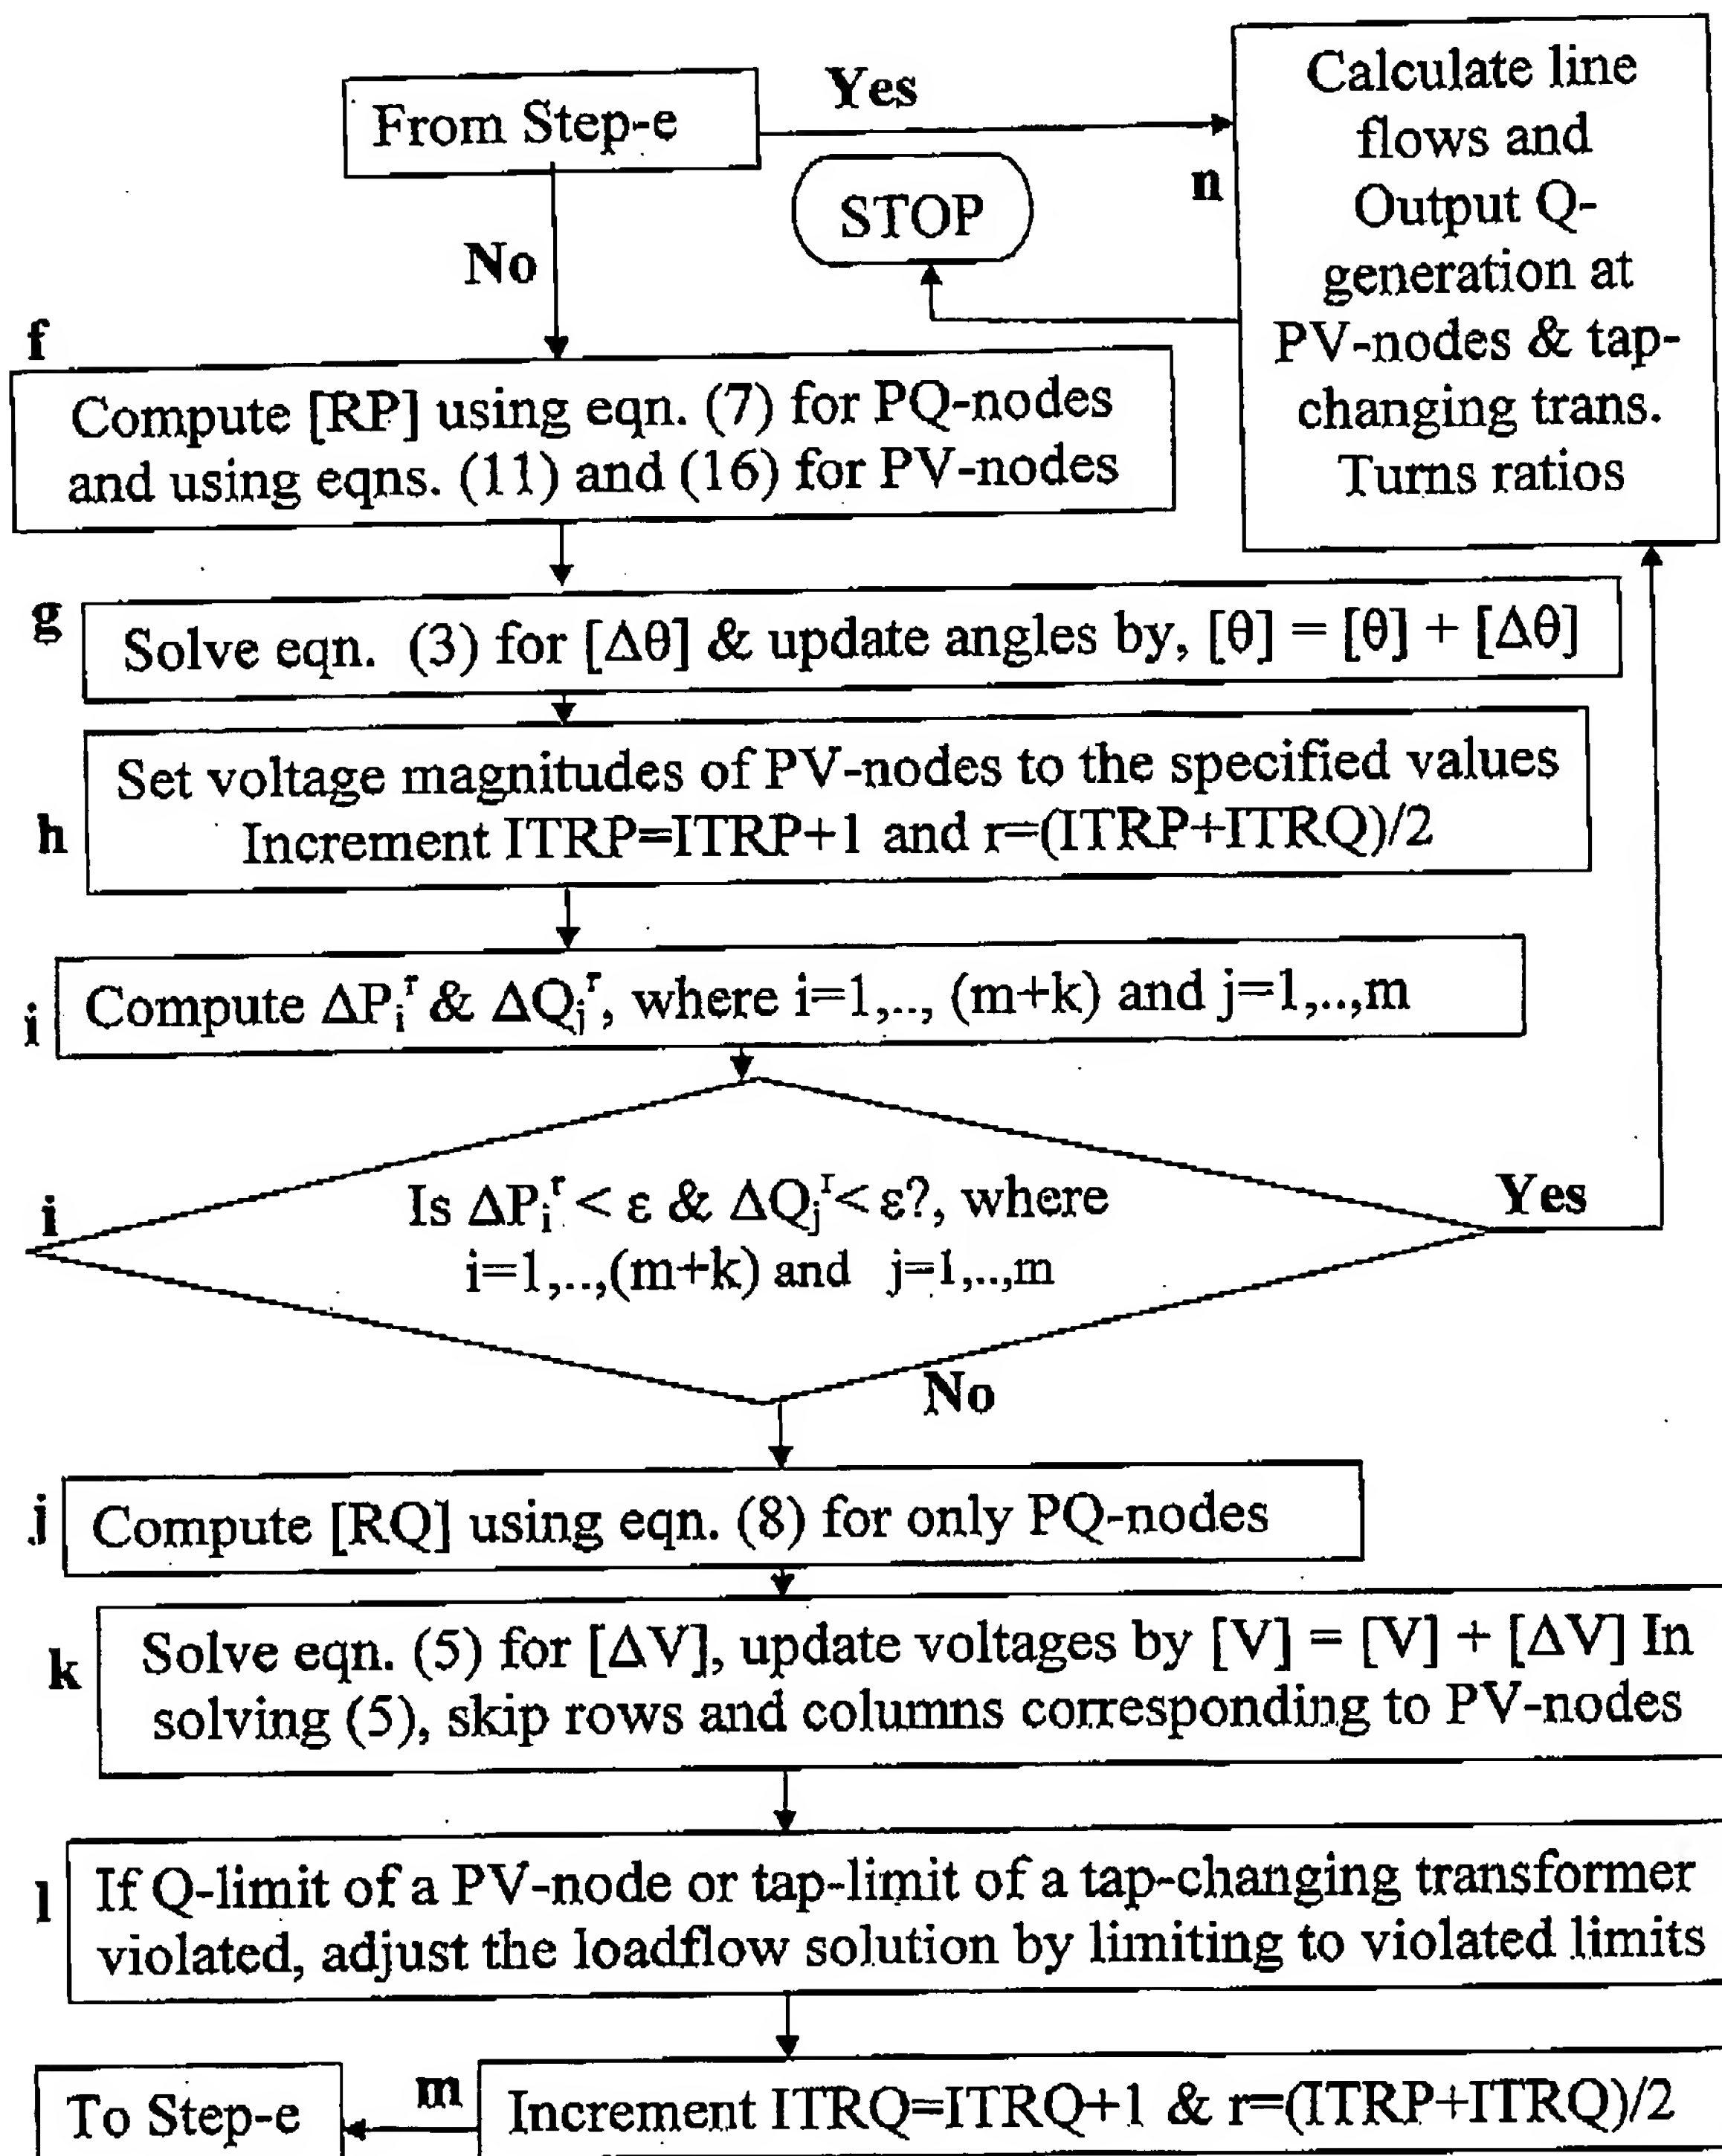 From Step-e
Yes
No
STOP
n
Calculate line
flows and
Output Q-
generation at
PV-nodes & tap-
changing trans.
Turns ratios
f
Compute [RP] using eqn. (7) for PQ-nodes
and using eqns. (11) and (16) for PV-nodes
g
Solve eqn. (3) for [Δθ] & update angles by, [θ] = [θ] + [Δθ]
h
Set voltage magnitudes of PV-nodes to the specified values
Increment ITRP=ITRP+1 and r=(ITRP+ITRQ)/2
i
Compute ΔPᵢʳ & ΔQⱼʳ, where i=1,.., (m+k) and j=1,..,m
i
Is ΔPᵢʳ < ε & ΔQⱼʳ< ε?, where
i=1,..,(m+k) and j=1,..,m
Yes
No
j
Compute [RQ] using eqn. (8) for only PQ-nodes
k
Solve eqn. (5) for [ΔV], update voltages by [V] = [V] + [ΔV] In
solving (5), skip rows and columns corresponding to PV-nodes
l
If Q-limit of a PV-node or tap-limit of a tap-changing transformer
violated, adjust the loadflow solution by limiting to violated limits
m
Increment ITRQ=ITRQ+1 & r=(ITRP+ITRQ)/2
To Step-e